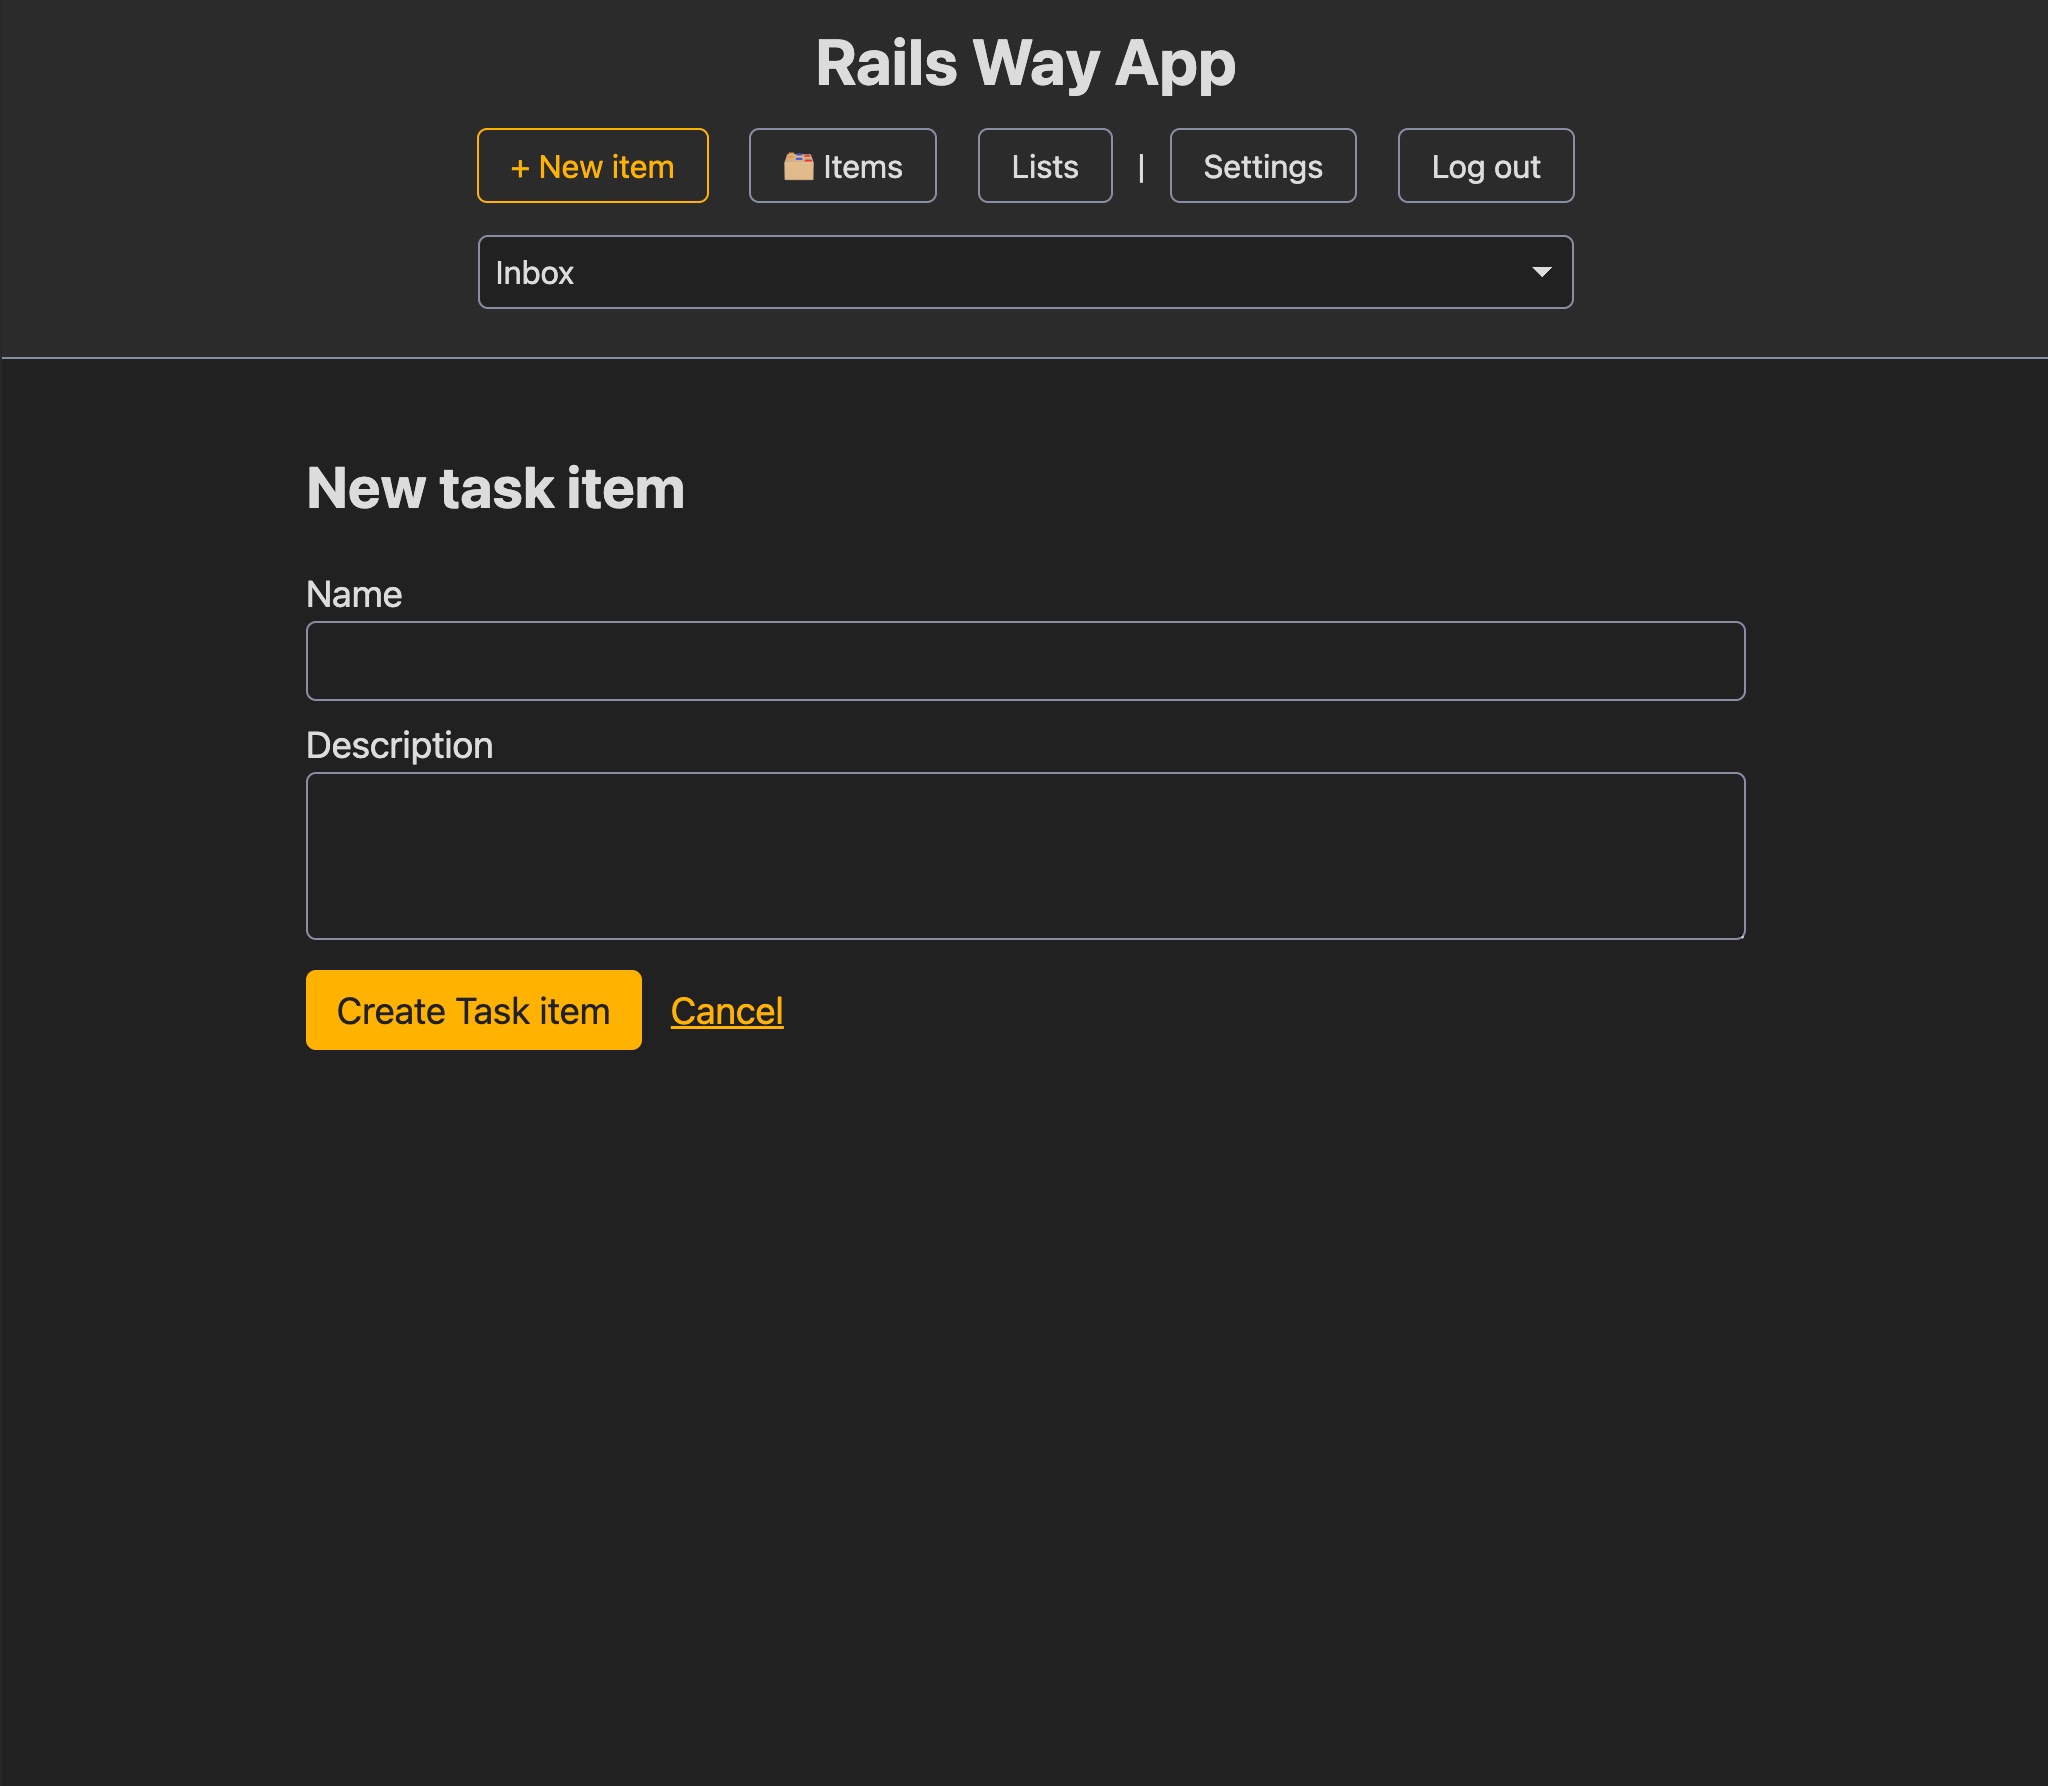 Rails Way App
+ New item Items Lists | Settings Log out
Inbox
New task item
Name
Description
Create Task item Cancel